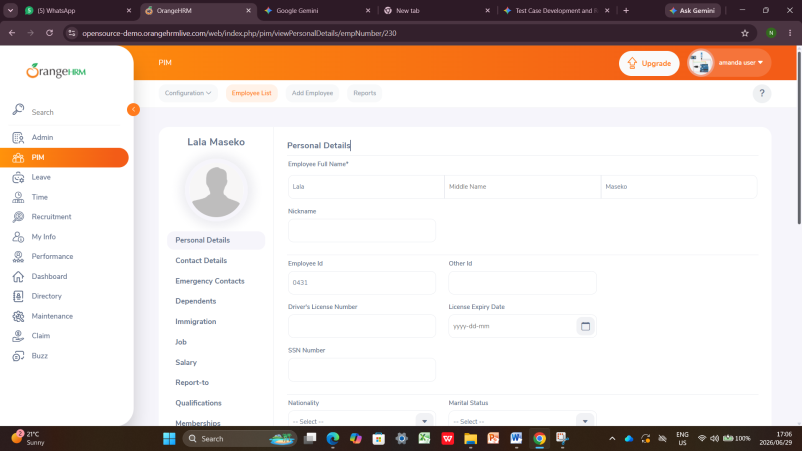 (5) WhatsApp
OrangeHRM
Google Gemini
New tab
Test Case Development and
Ask Gemini
opensource-demo.orangehrmlive.com/web/index.php/pim/viewPersonalDetails/empNumber/230
N
OrangeHRM
PIM
Upgrade
amanda user
Search
Configuration
Employee List
Add Employee
Reports
?
Admin
PIM
Leave
Time
Recruitment
My Info
Performance
Dashboard
Directory
Maintenance
Claim
Buzz
Lala Maseko
Personal Details
Contact Details
Emergency Contacts
Dependents
Immigration
Job
Salary
Report-to
Qualifications
Memberships
Personal Details
Employee Full Name*
Lala
Middle Name
Maseko
Nickname
Employee Id
Other Id
0431
Driver's License Number
License Expiry Date
yyyy-dd-mm
SSN Number
Nationality
Marital Status
-- Select --
-- Select --
2
21°C
Sunny
Search
ENG
US
100%
17:06
2026/06/29